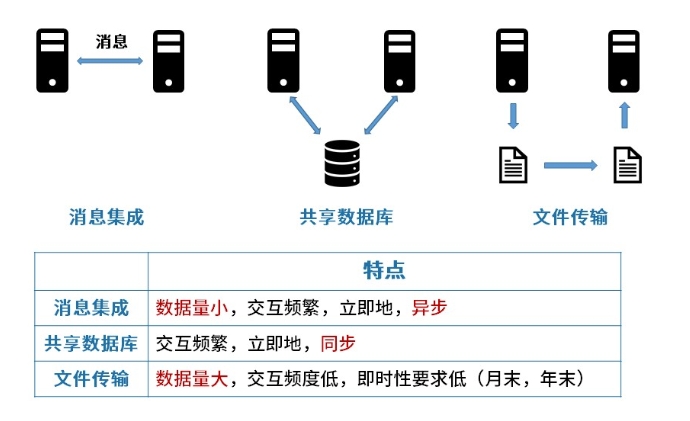 消息
消息集成
共享数据库
文件传输
特点
消息集成
数据量小，交互频繁，立即地，异步
共享数据库
交互频繁，立即地，同步
文件传输
数据量大，交互频度低，即时性要求低（月末，年末）